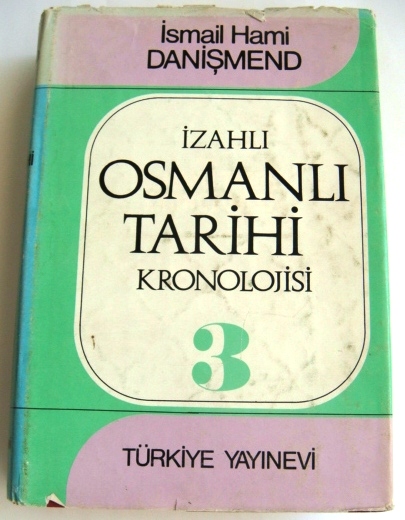 İsmail Hami
DANİŞMEND
İZAHLI
OSMANLI
TARİHİ
KRONOLOJİSİ
3
TÜRKİYE YAYINEVİ